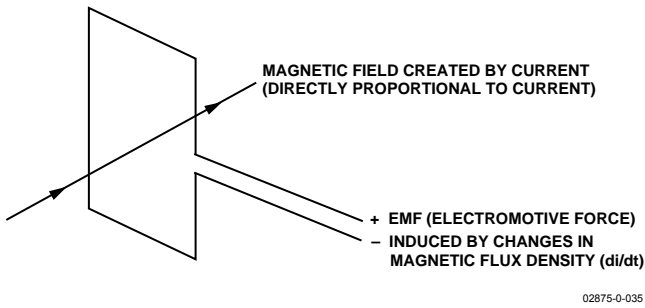 MAGNETIC FIELD CREATED BY CURRENT
(DIRECTLY PROPORTIONAL TO CURRENT)
+ EMF (ELECTROMOTIVE FORCE)
– INDUCED BY CHANGES IN
MAGNETIC FLUX DENSITY (di/dt)
02875-0-035